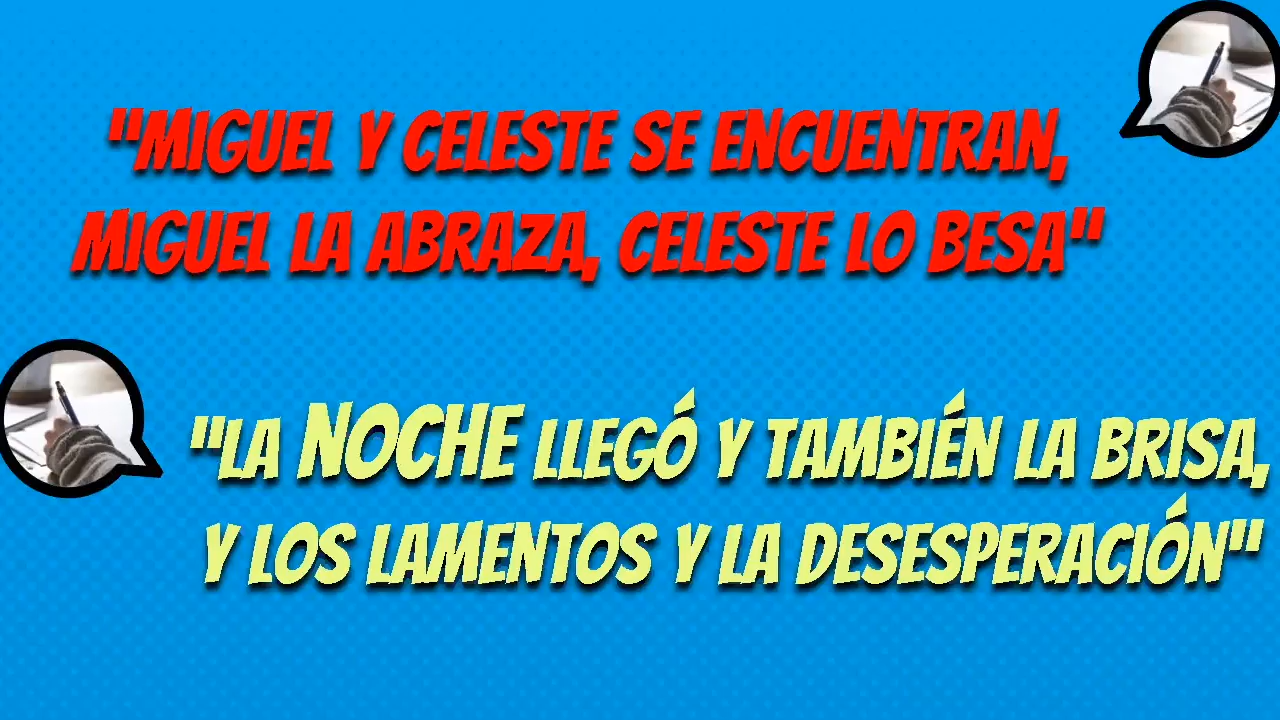 "MIGUEL Y CELESTE SE ENCUENTRAN,
MIGUEL LA ABRAZA, CELESTE LO BESA"
"LA NOCHE LLEGÓ Y TAMBIÉN LA BRISA,
Y LOS LAMENTOS Y LA DESESPERACIÓN"